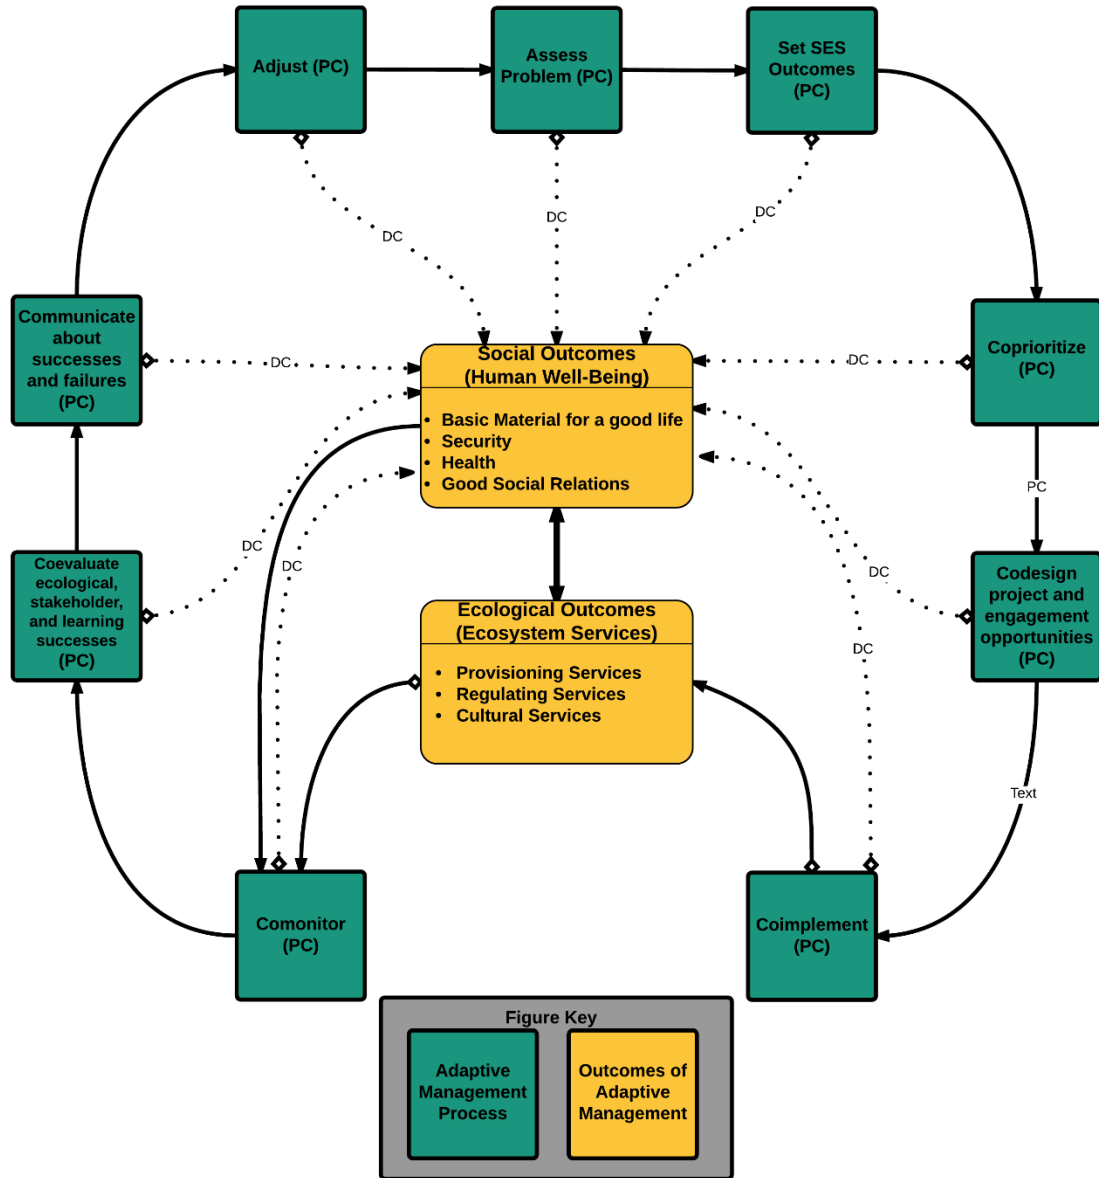 Adjust (PC)
Assess
Problem (PC)
Set SES
Outcomes
(PC)
DC
DC
DC
Communicate
about
successes
and failures
(PC)
DC
Social Outcomes
(Human Well-Being)
• Basic Material for a good life
• Security
• Health
• Good Social Relations
DC
Coprioritize
(PC)
PC
DC
DC
DC
DC
Coevaluate
ecological,
stakeholder,
and learning
successes
(PC)
Ecological Outcomes
(Ecosystem Services)
• Provisioning Services
• Regulating Services
• Cultural Services
Codesign
project and
engagement
opportunities
(PC)
Text
Comonitor
(PC)
Coimplement
(PC)
Figure Key
Adaptive
Management
Process
Outcomes of
Adaptive
Management